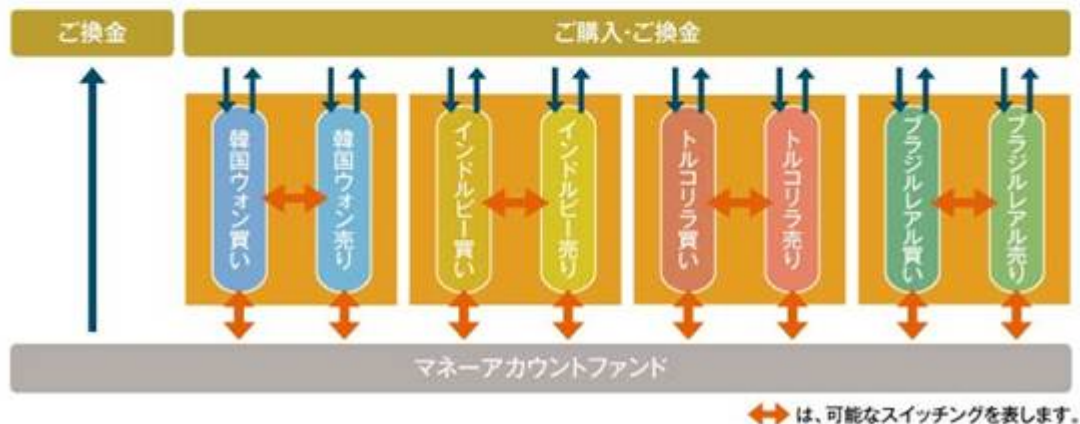 ご換金
ご購入・ご換金
韓国ウォン買い
韓国ウォン売り
インドルピー買い
インドルピー売り
トルコリラ買い
トルコリラ売り
ブラジルレアル買い
ブラジルレアル売り
マネーアカウントファンド
は、可能なスイッチングを表します。